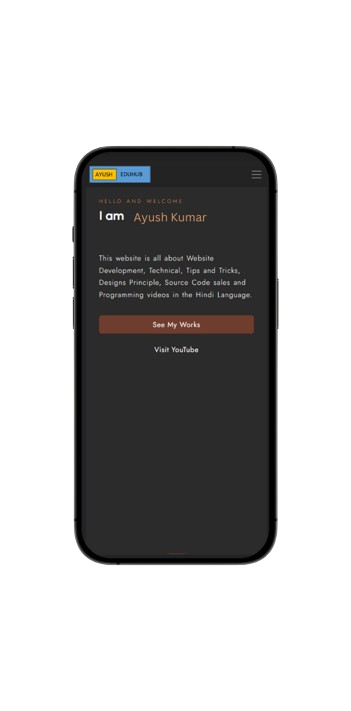 AYUSH EDUHUB
HELLO AND WELCOME
I am Ayush Kumar
This website is all about Website
Development, Technical, Tips and Tricks,
Designs Principle, Source Code sales and
Programming videos in the Hindi Language.
See My Works
Visit YouTube